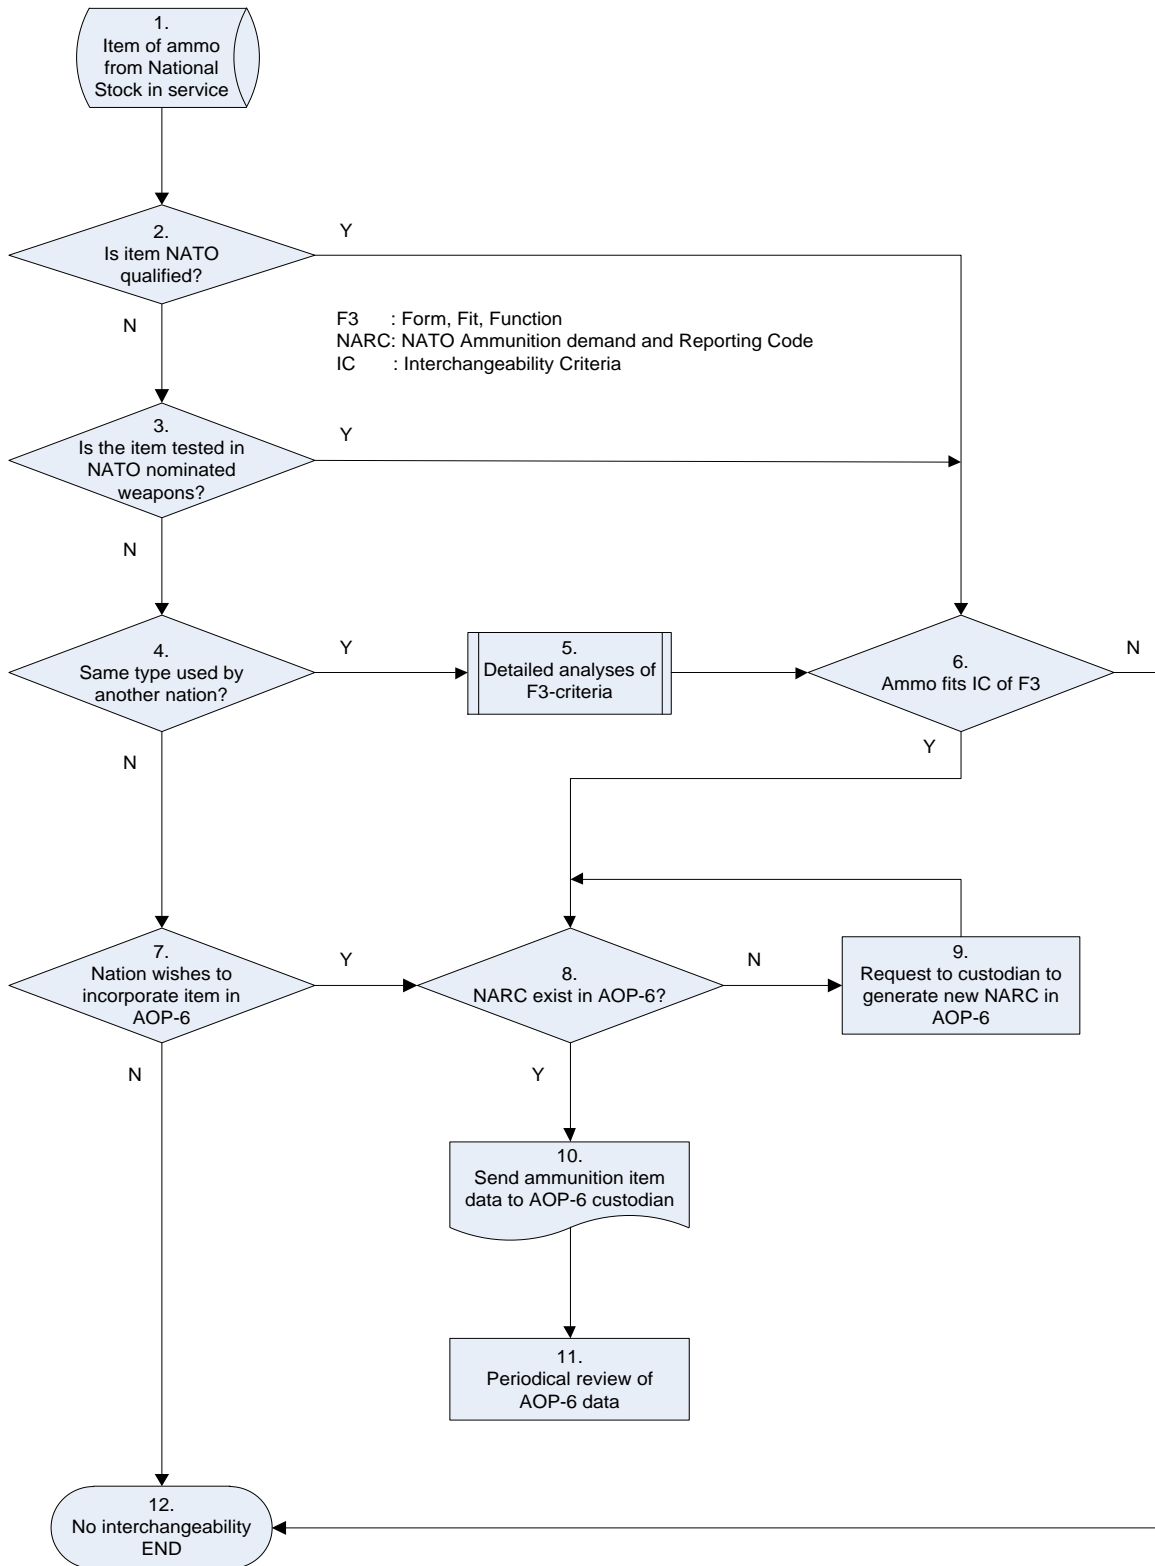 1.
Item of ammo
from National
Stock in service
2.
Is item NATO
qualified?
Y
N
F3 : Form, Fit, Function
NARC: NATO Ammunition demand and Reporting Code
IC : Interchangeability Criteria
3.
Is the item tested in
NATO nominated
weapons?
Y
N
4.
Same type used by
another nation?
Y
N
5.
Detailed analyses of
F3-criteria
6.
Ammo fits IC of F3
N
Y
7.
Nation wishes to
incorporate item in
AOP-6
Y
N
8.
NARC exist in AOP-6?
N
Y
9.
Request to custodian to
generate new NARC in
AOP-6
10.
Send ammunition item
data to AOP-6 custodian
11.
Periodical review of
AOP-6 data
12.
No interchangeability
END